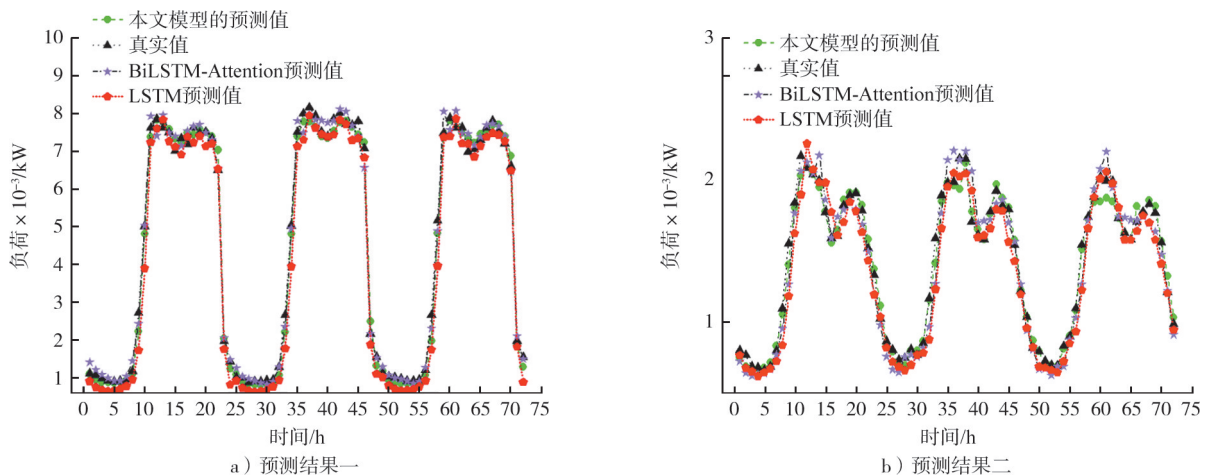 本文模型的预测值
真实值
BiLSTM-Attention预测值
LSTM预测值
10
9
8
7
6
5
4
3
2
1
负荷×10⁻³/kW
0 5 10 15 20 25 30 35 40 45 50 55 60 65 70 75
时间/h
a）预测结果一
本文模型的预测值
真实值
BiLSTM-Attention预测值
LSTM预测值
3
2
1
负荷×10⁻³/kW
0 5 10 15 20 25 30 35 40 45 50 55 60 65 70 75
时间/h
b）预测结果二